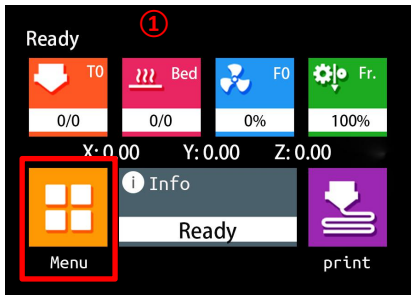 ①
Ready
T0 Bed F0 Fr.
0/0 0/0 0% 100%
X: 0.00 Y: 0.00 Z: 0.00
i Info
Ready
Menu print